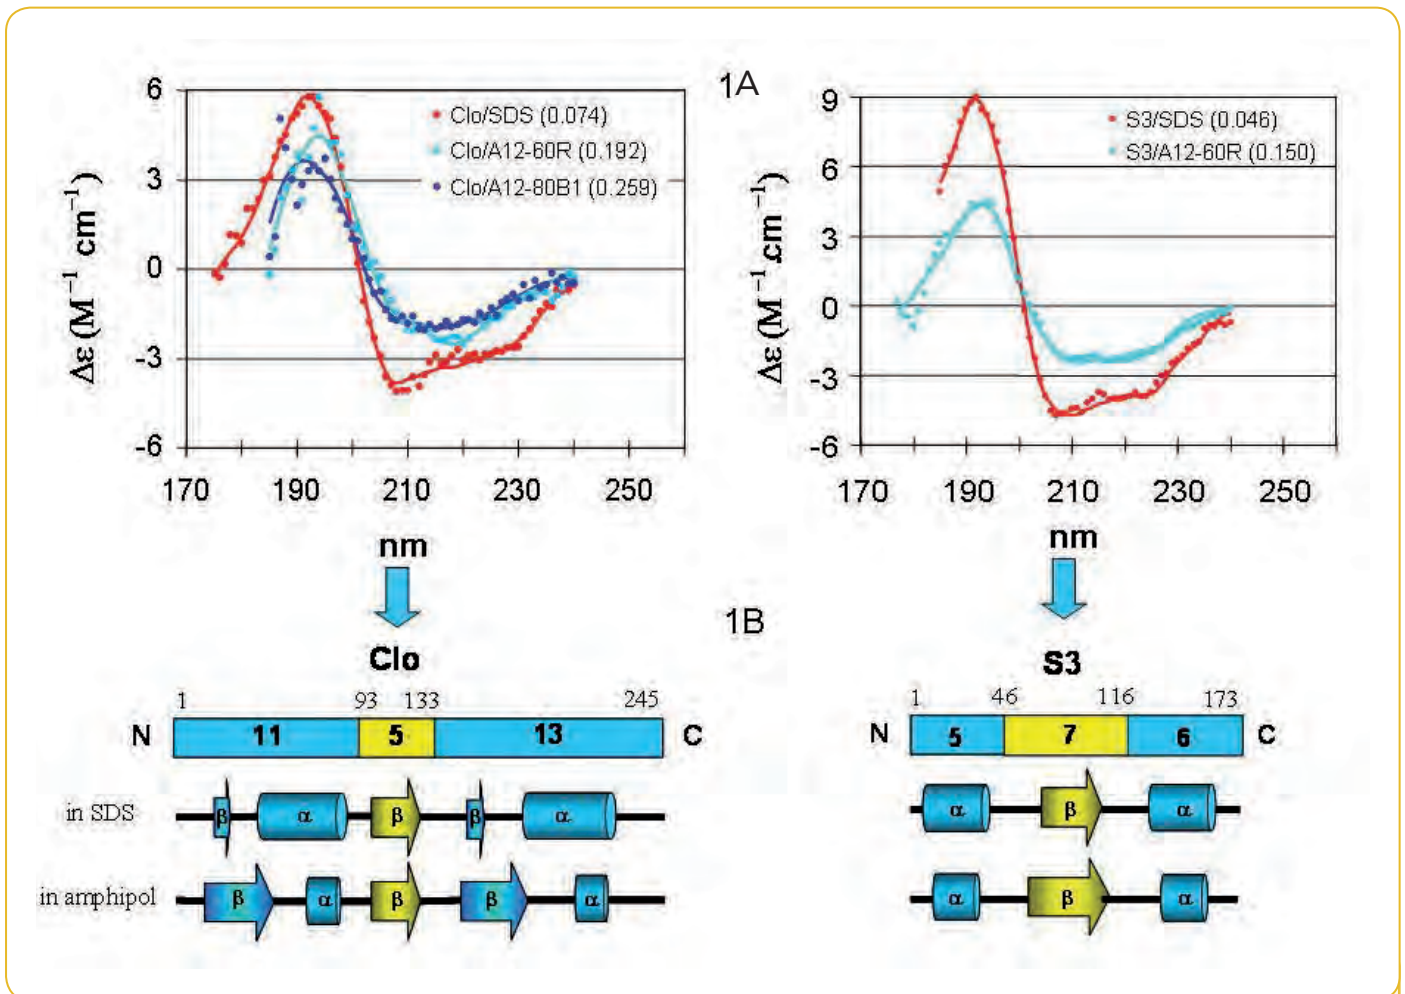 1A
6
3
0
-3
-6
Δε (M⁻¹ cm⁻¹)
Clo/SDS (0.074)
Clo/A12-60R (0.192)
Clo/A12-80B1 (0.259)
170 190 210 230 250
nm
9
6
3
0
-3
-6
Δε (M⁻¹ cm⁻¹)
S3/SDS (0.046)
S3/A12-60R (0.150)
170 190 210 230 250
nm
1B
Clo
1 93 133 245
N 11 5 13 C
in SDS β α β β α
in amphipol β α β β α
S3
1 46 116 173
N 5 7 6 C
α β α
α β α